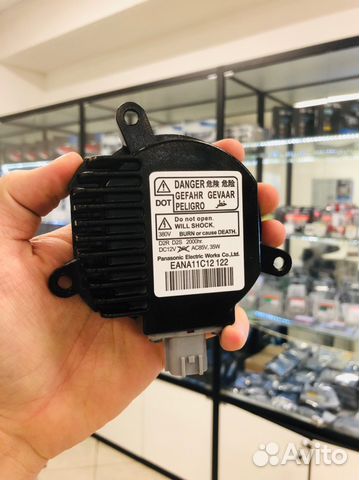 DANGER 危険 危險
DOT
GEFAHR GEVAAR
PELIGRO خطر
Do not open.
WILL SHOCK.
380V BURN or cause DEATH.
D2R D2S 2000hr.
DC12V AC85V, 35W
Panasonic Electric Works Co.,Ltd.
EANA11C12 122
Avito